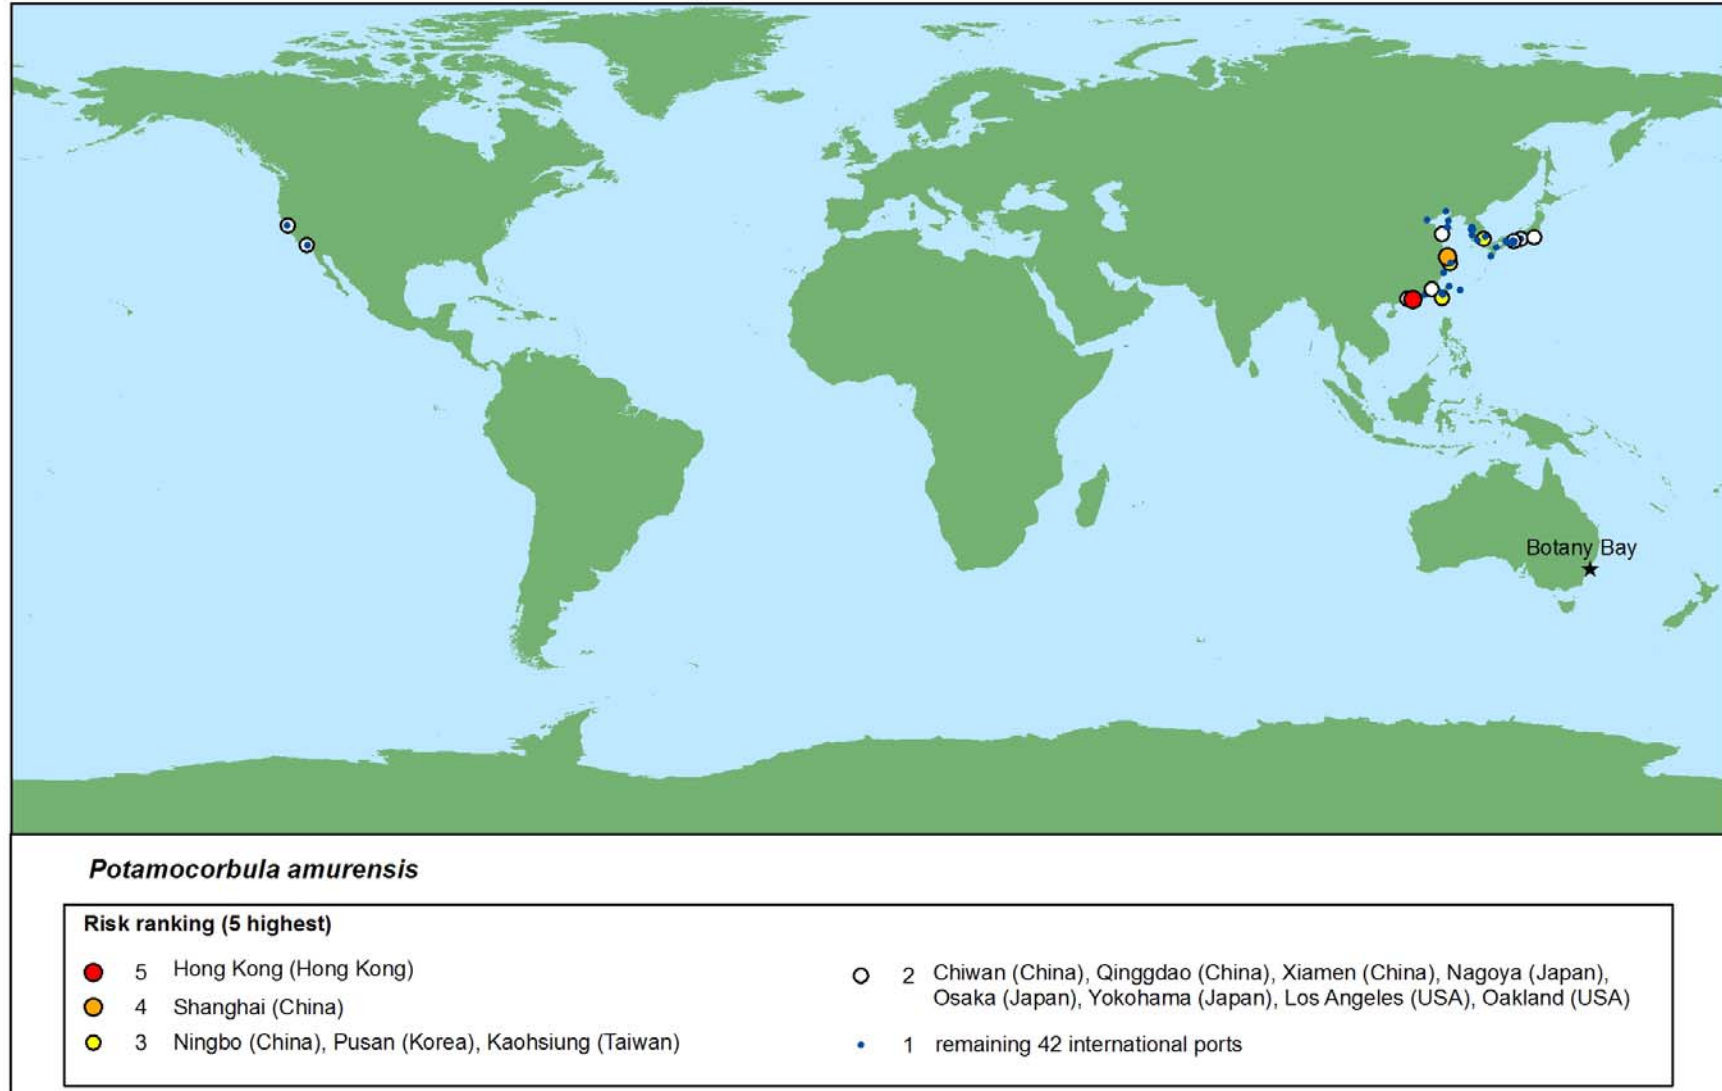 Botany Bay
Potamocorbula amurensis
Risk ranking (5 highest)
5 Hong Kong (Hong Kong)
4 Shanghai (China)
3 Ningbo (China), Pusan (Korea), Kaohsiung (Taiwan)
2 Chiwan (China), Qinggdao (China), Xiamen (China), Nagoya (Japan),
Osaka (Japan), Yokohama (Japan), Los Angeles (USA), Oakland (USA)
1 remaining 42 international ports